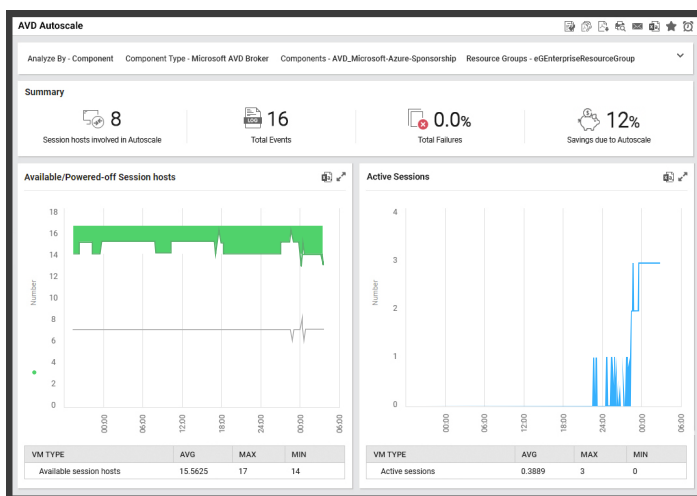 AVD Autoscale
Analyze By - Component Component Type - Microsoft AVD Broker Components - AVD_Microsoft-Azure-Sponsorship Resource Groups - eGEnterpriseResourceGroup
Summary
8
Session hosts involved in Autoscale
LOG
16
Total Events
0.0%
Total Failures
12%
Savings due to Autoscale
Available/Powered-off Session hosts
18
16
14
12
10
8
6
4
2
0
Number
00:00 06:00 12:00 18:00 24:00 00:00 06:00
VM TYPE AVG MAX MIN
Available session hosts 15.5625 17 14
Active Sessions
4
3
2
1
0
Number
00:00 06:00 12:00 18:00 24:00 00:00 06:00
VM TYPE AVG MAX MIN
Active sessions 0.3889 3 0